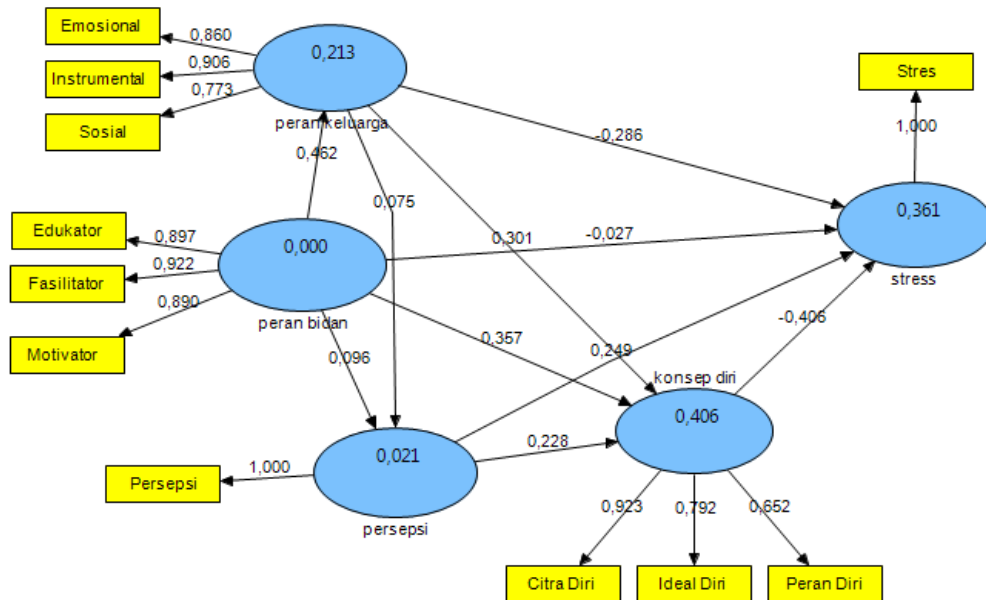 Emosional
0,860
0,213
Instrumental
0,906
Stres
0,773
Sosial
peran keluarga
1,000
0,462
-0,286
0,075
Edukator
0,897
0,000
0,301
-0,027
0,361
Fasilitator
0,922
stress
0,890
peran bidan
Motivator
0,357
-0,406
0,096
0,249
konsep diri
0,406
0,021
0,228
1,000
Persepsi
persepsi
0,923
0,792
0,652
Citra Diri
Ideal Diri
Peran Diri